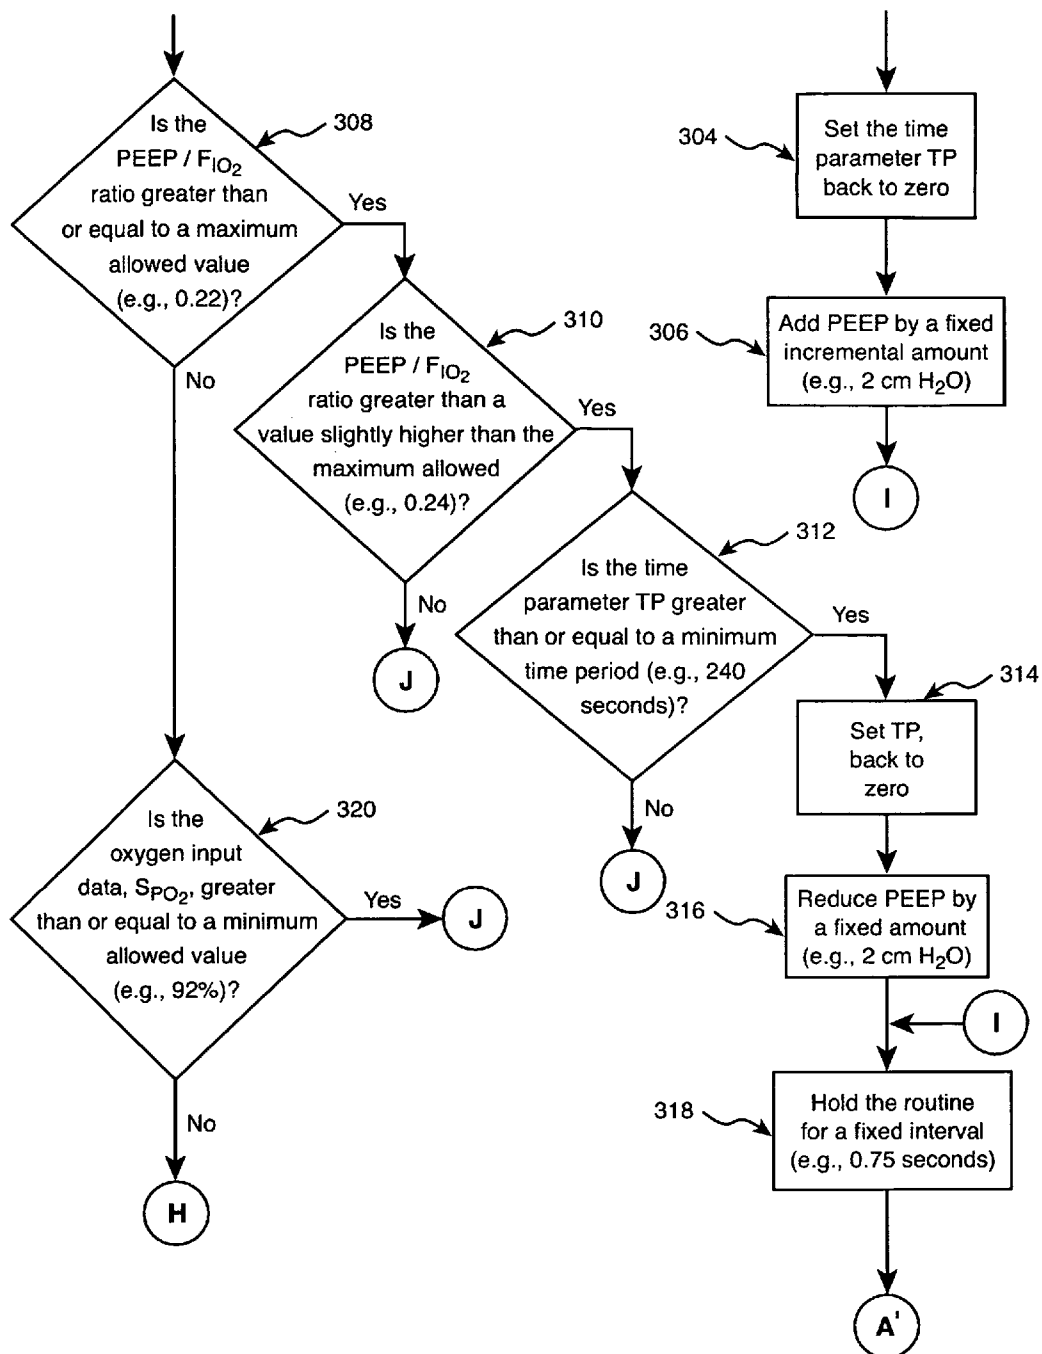 Is the
PEEP / FIO2
ratio greater than
or equal to a maximum
allowed value
(e.g., 0.22)?
308
Yes
No
Is the
PEEP / FIO2
ratio greater than a
value slightly higher than the
maximum allowed
(e.g., 0.24)?
310
Yes
No
J
Is the time
parameter TP greater
than or equal to a minimum
time period (e.g., 240
seconds)?
312
Yes
No
J
304
Set the time
parameter TP
back to zero
306
Add PEEP by a fixed
incremental amount
(e.g., 2 cm H2O)
I
314
Set TP,
back to
zero
316
Reduce PEEP by
a fixed amount
(e.g., 2 cm H2O)
I
318
Hold the routine
for a fixed interval
(e.g., 0.75 seconds)
A'
Is the
oxygen input
data, SPO2, greater
than or equal to a minimum
allowed value
(e.g., 92%)?
320
Yes
J
No
H